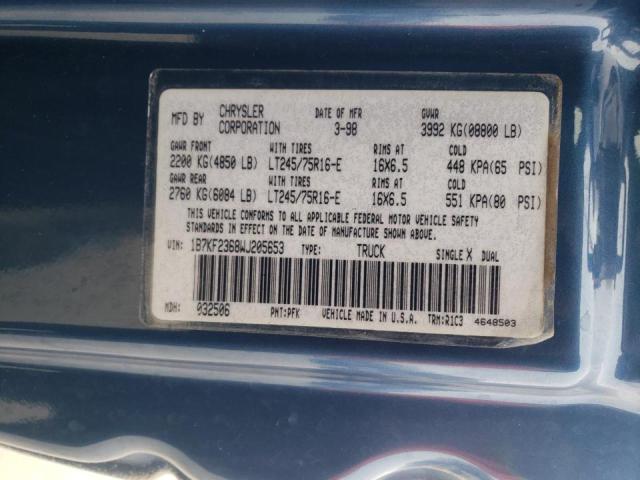 MFD BY CHRYSLER CORPORATION DATE OF MFR 3-98 GVWR 3992 KG(08800 LB)
GAWR FRONT WITH TIRES RIMS AT COLD
2200 KG(4850 LB) LT245/75R16-E 16X6.5 448 KPA(65 PSI)
GAWR REAR WITH TIRES RIMS AT COLD
2760 KG(6084 LB) LT245/75R16-E 16X6.5 551 KPA(80 PSI)
THIS VEHICLE CONFORMS TO ALL APPLICABLE FEDERAL MOTOR VEHICLE SAFETY
STANDARDS IN EFFECT ON THE DATE OF MANUFACTURE SHOWN ABOVE.
VIN: 1B7KF2368WJ205653 TYPE: TRUCK SINGLE X DUAL
MDH: 032506 PNT:PFK VEHICLE MADE IN U.S.A. TRM:R1C3 4648503